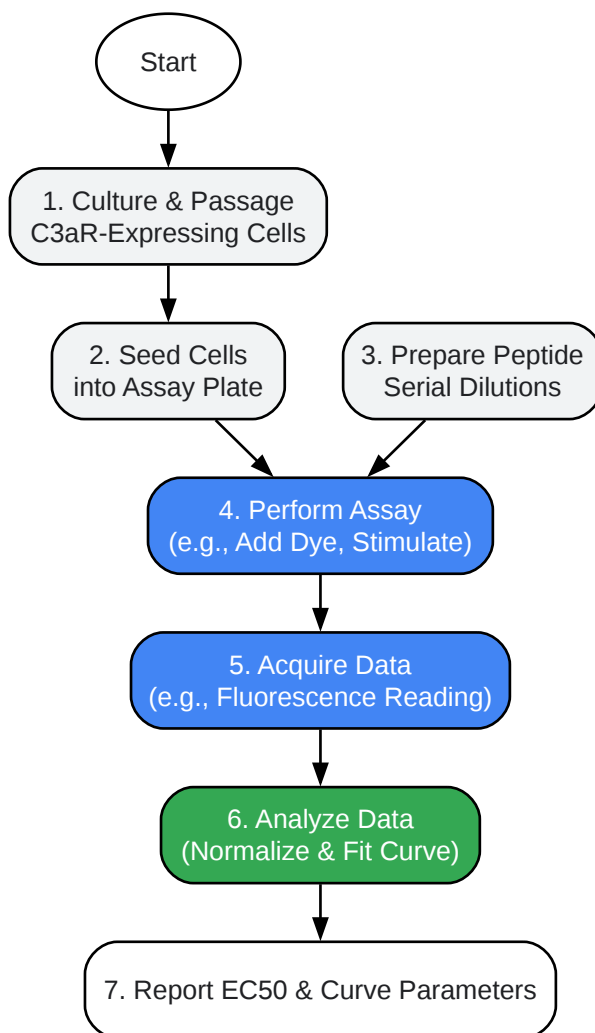 Start
1. Culture & Passage
C3aR-Expressing Cells
2. Seed Cells
into Assay Plate
3. Prepare Peptide
Serial Dilutions
4. Perform Assay
(e.g., Add Dye, Stimulate)
5. Acquire Data
(e.g., Fluorescence Reading)
6. Analyze Data
(Normalize & Fit Curve)
7. Report EC50 & Curve Parameters